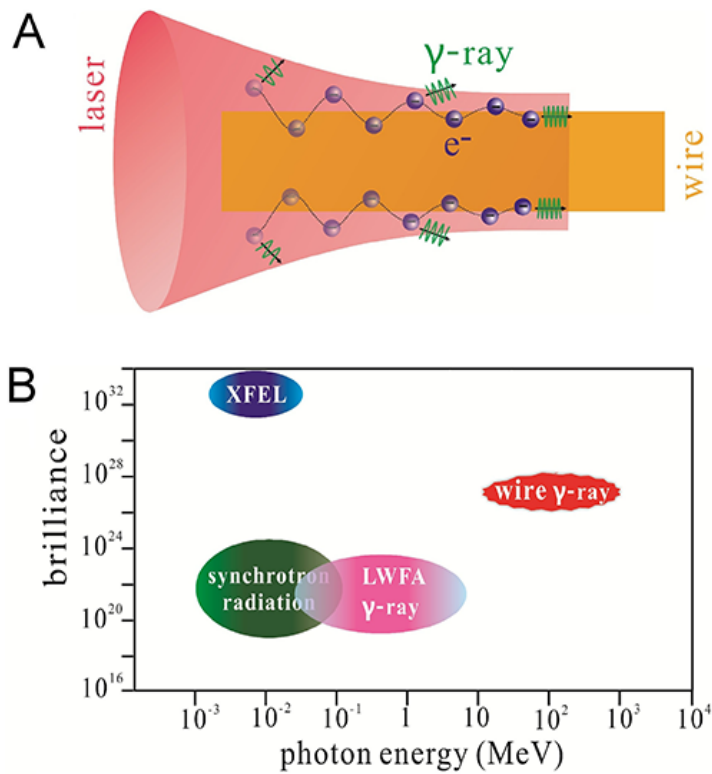 A
laser
γ-ray
e-
wire
B
brilliance
10³²
10²⁸
10²⁴
10²⁰
10¹⁶
XFEL
wire γ-ray
synchrotron
radiation
LWFA
γ-ray
10⁻³ 10⁻² 10⁻¹ 1 10 10² 10³ 10⁴
photon energy (MeV)